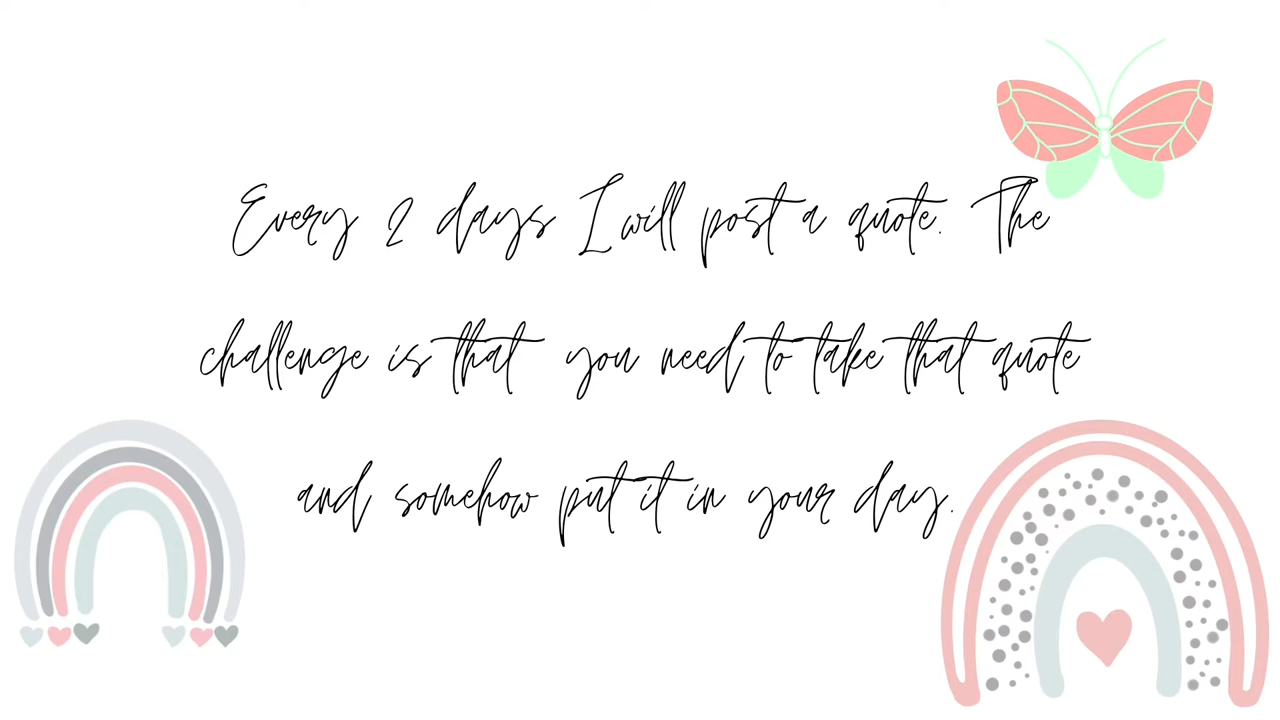 Every 2 days I will post a quote. The
challenge is that you need to take that quote
and somehow put it in your day.